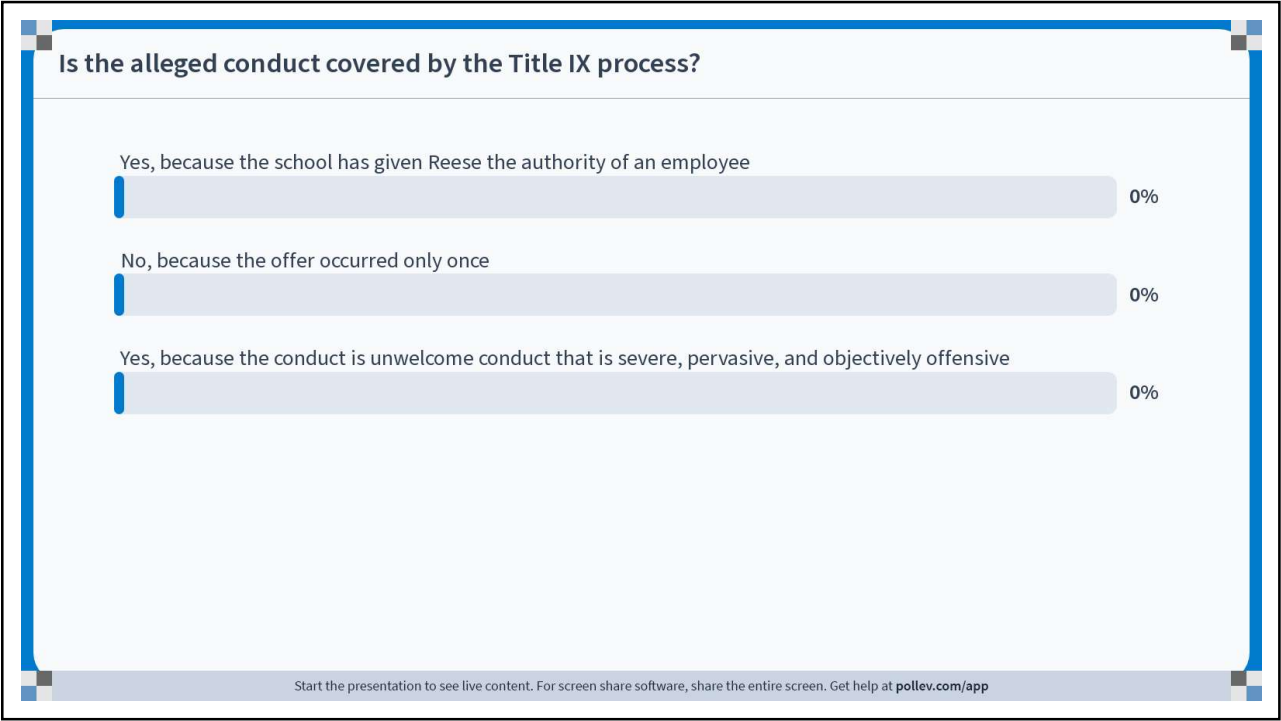 Is the alleged conduct covered by the Title IX process?
Yes, because the school has given Reese the authority of an employee
0%
No, because the offer occurred only once
0%
Yes, because the conduct is unwelcome conduct that is severe, pervasive, and objectively offensive
0%
Start the presentation to see live content. For screen share software, share the entire screen. Get help at pollev.com/app